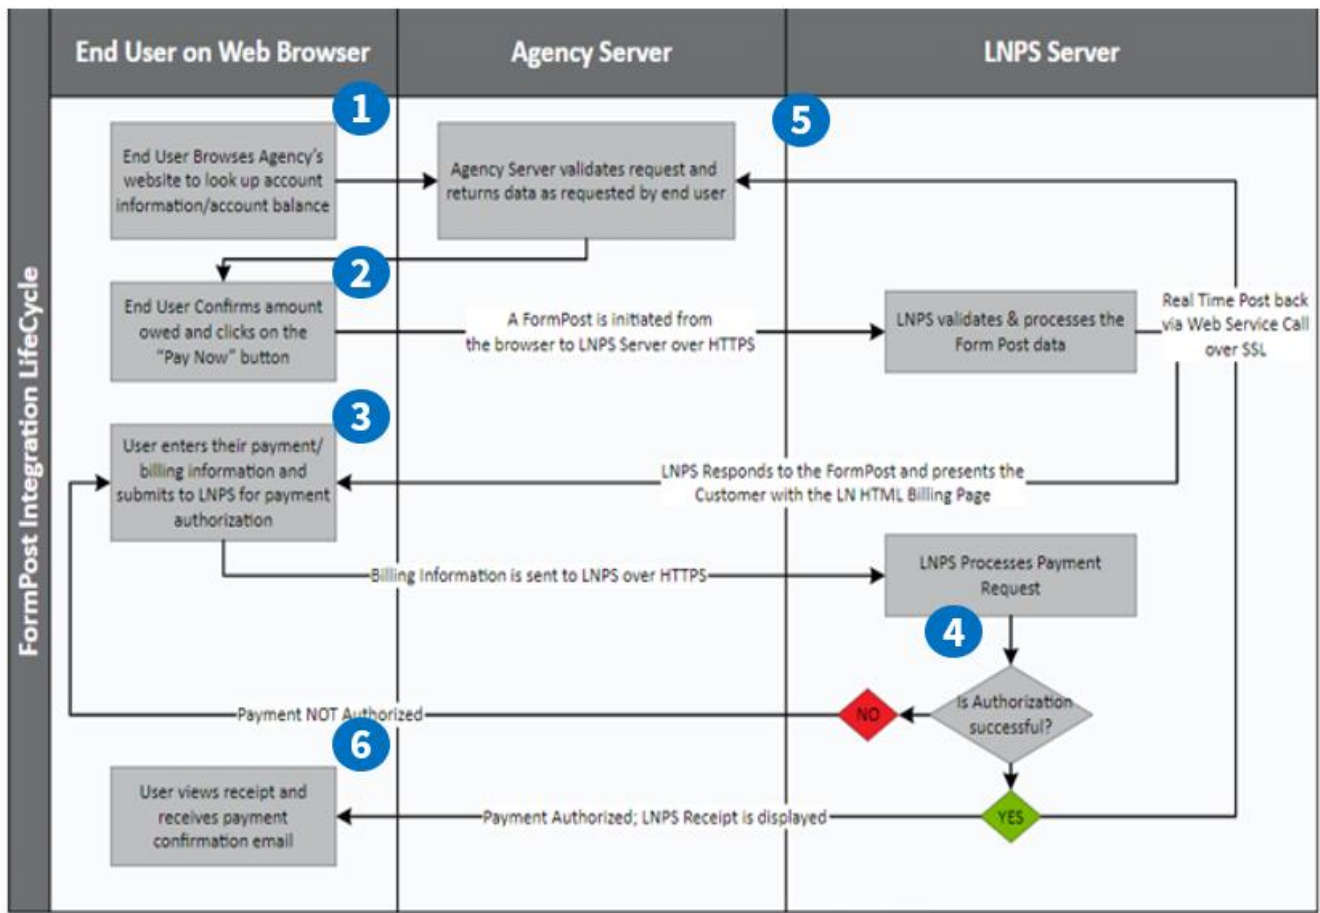 End User on Web Browser
Agency Server
LNPS Server
FormPost Integration LifeCycle
1
End User Browses Agency's
website to look up account
information/account balance
5
Agency Server validates request and
returns data as requested by end user
2
End User Confirms amount
owed and clicks on the
"Pay Now" button
A FormPost is initiated from
the browser to LNPS Server over HTTPS
LNPS validates & processes the
Form Post data
Real Time Post back
via Web Service Call
over SSL
3
User enters their payment/
billing information and
submits to LNPS for payment
authorization
LNPS Responds to the FormPost and presents the
Customer with the LN HTML Billing Page
Billing Information is sent to LNPS over HTTPS
LNPS Processes Payment
Request
4
Is Authorization
successful?
NO
Payment NOT Authorized
6
User views receipt and
receives payment
confirmation email
Payment Authorized; LNPS Receipt is displayed
YES